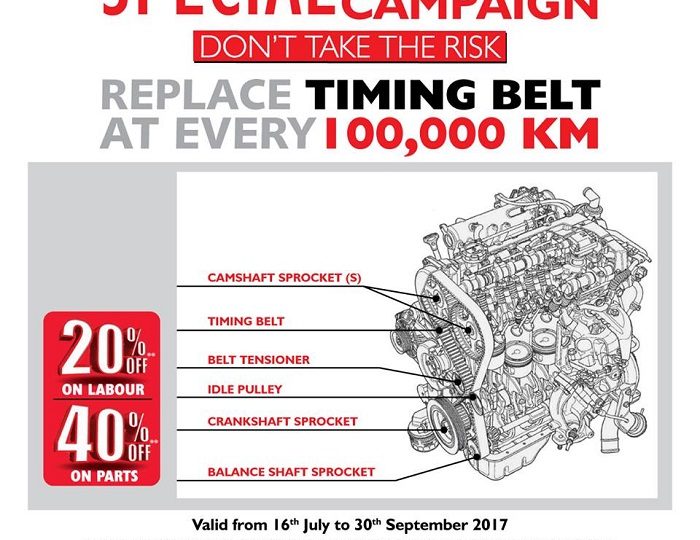 SPECIAL CAMPAIGN
DON'T TAKE THE RISK
REPLACE TIMING BELT
AT EVERY 100,000 KM
CAMSHAFT SPROCKET (S)
TIMING BELT
BELT TENSIONER
IDLE PULLEY
CRANKSHAFT SPROCKET
BALANCE SHAFT SPROCKET
20% OFF**
ON LABOUR
40% OFF**
ON PARTS
Valid from 16th July to 30th September 2017